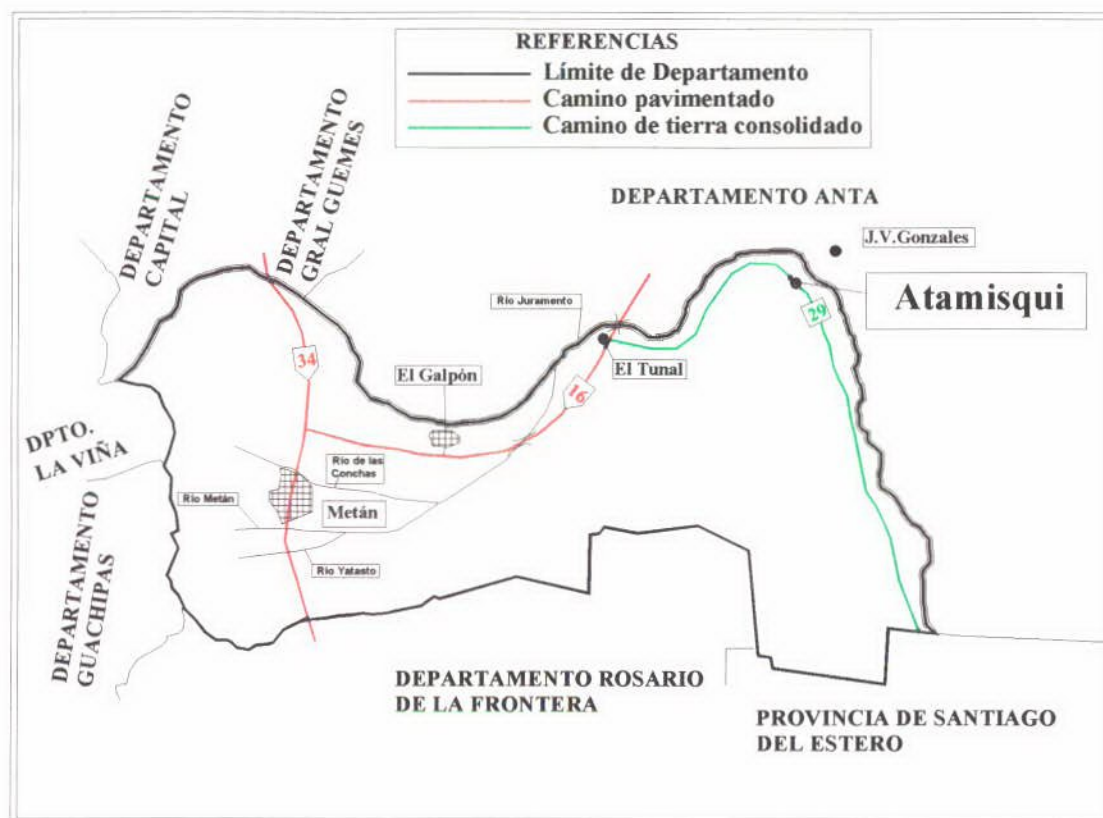 REFERENCIAS
Límite de Departamento
Camino pavimentado
Camino de tierra consolidado
DEPARTAMENTO
CAPITAL
DEPARTAMENTO
GRAL GUEMES
DEPARTAMENTO ANTA
J.V.Gonzales
Atamisqui
Río Juramento
29
34
El Galpón
16
El Tunal
DPTO.
LA VIÑA
Río de las
Conchas
Río Metán
Metán
Río Yatasto
DEPARTAMENTO
GUACHIPAS
DEPARTAMENTO ROSARIO
DE LA FRONTERA
PROVINCIA DE SANTIAGO
DEL ESTERO